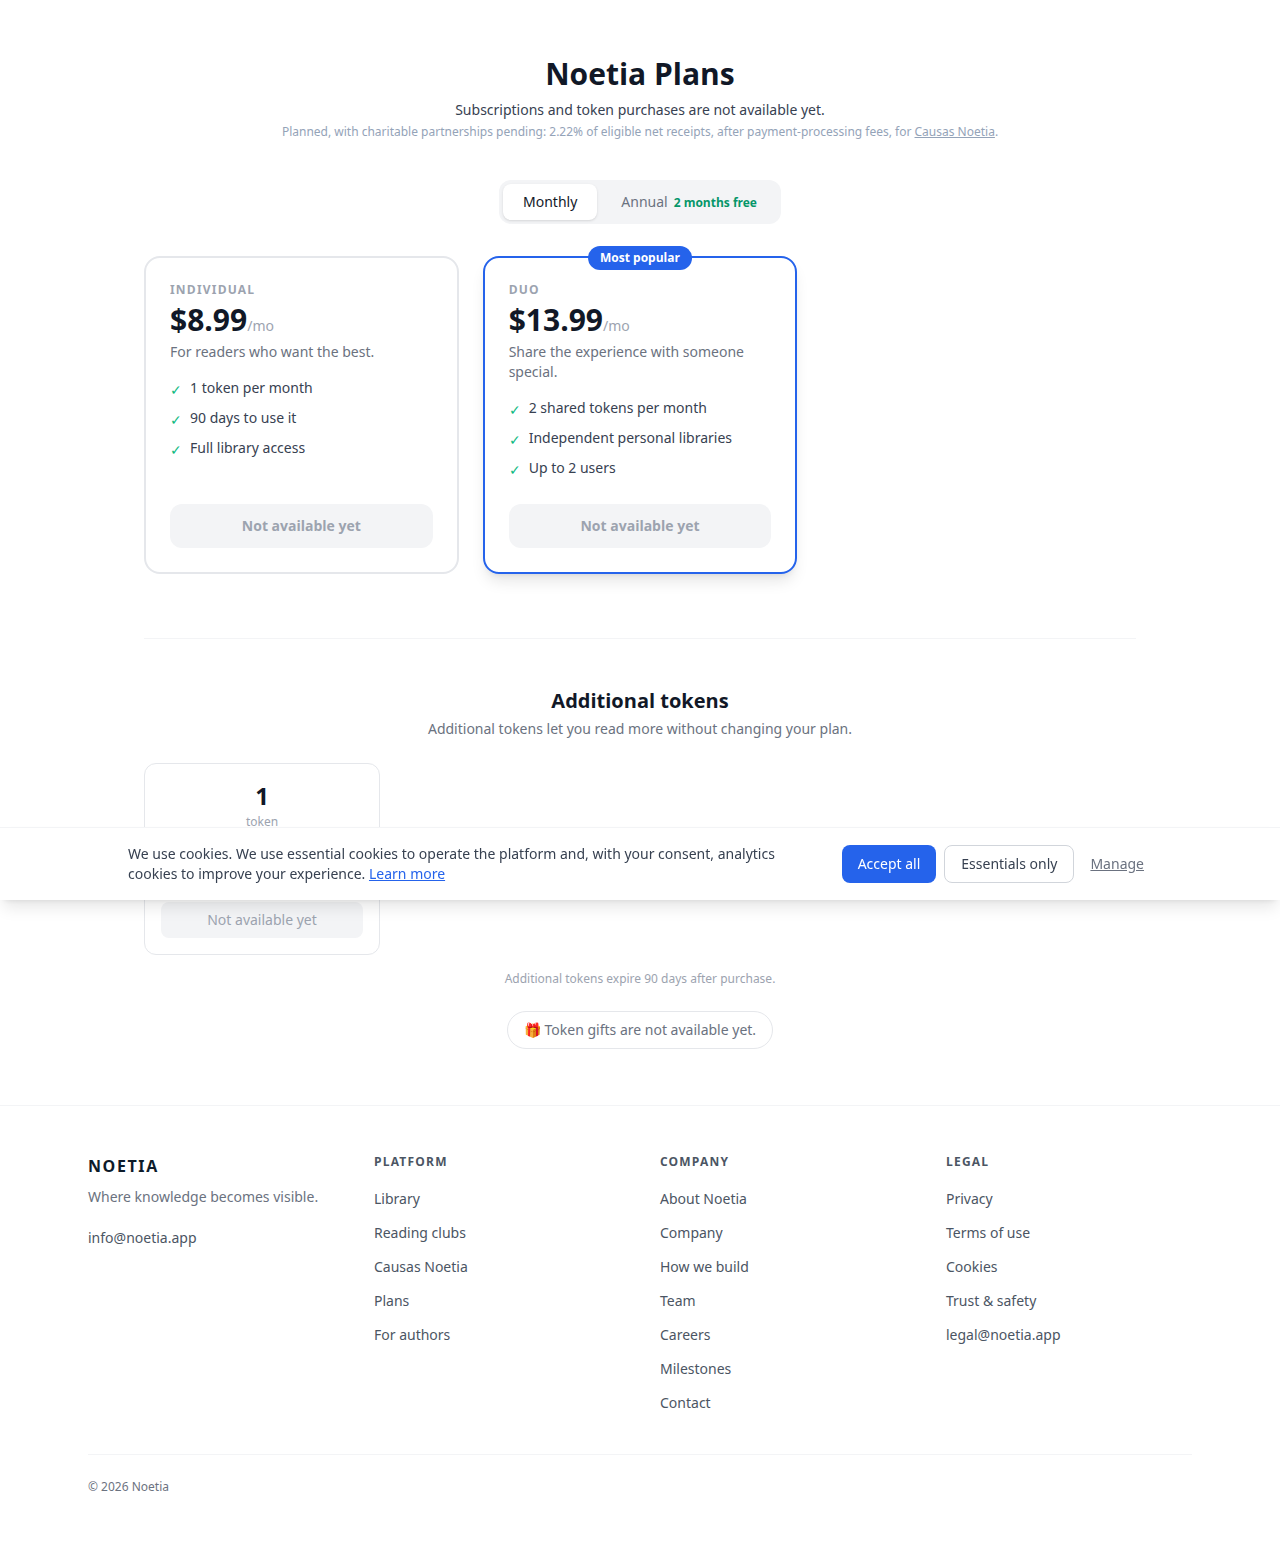 Noetia Plans
Subscriptions and token purchases are not available yet.
Planned, with charitable partnerships pending: 2.22% of eligible net receipts, after payment-processing fees, for Causas Noetia.
Monthly
Annual 2 months free
INDIVIDUAL
$8.99/mo
For readers who want the best.
✓ 1 token per month
✓ 90 days to use it
✓ Full library access
Not available yet
Most popular
DUO
$13.99/mo
Share the experience with someone
special.
✓ 2 shared tokens per month
✓ Independent personal libraries
✓ Up to 2 users
Not available yet
Additional tokens
Additional tokens let you read more without changing your plan.
1
token
We use cookies. We use essential cookies to operate the platform and, with your consent, analytics
cookies to improve your experience. Learn more
Accept all
Essentials only
Manage
Not available yet
Additional tokens expire 90 days after purchase.
🎁 Token gifts are not available yet.
NOETIA
Where knowledge becomes visible.
info@noetia.app
PLATFORM
Library
Reading clubs
Causas Noetia
Plans
For authors
COMPANY
About Noetia
Company
How we build
Team
Careers
Milestones
Contact
LEGAL
Privacy
Terms of use
Cookies
Trust & safety
legal@noetia.app
© 2026 Noetia